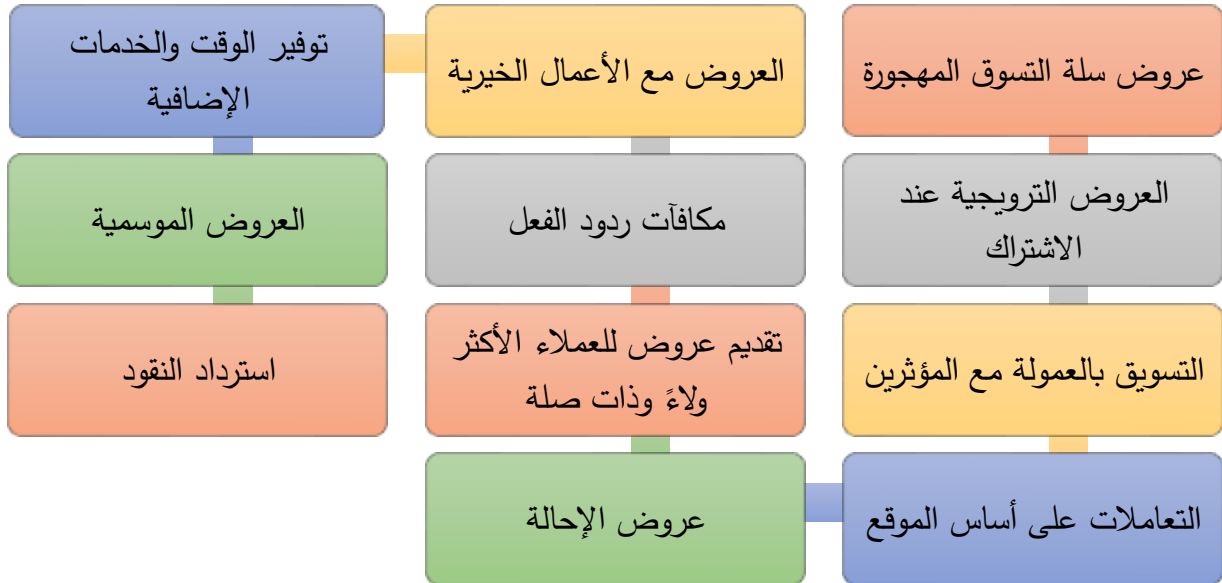 عروض سلة التسوق المهجورة
العروض الترويجية عند
الاشتراك
التسويق بالعمولة مع المؤثرين
التعاملات على أساس الموقع
عروض الإحالة
تقديم عروض للعملاء الأكثر
ولاءً وذات صلة
مكافآت ردود الفعل
العروض مع الأعمال الخيرية
توفير الوقت والخدمات
الإضافية
العروض الموسمية
استرداد النقود